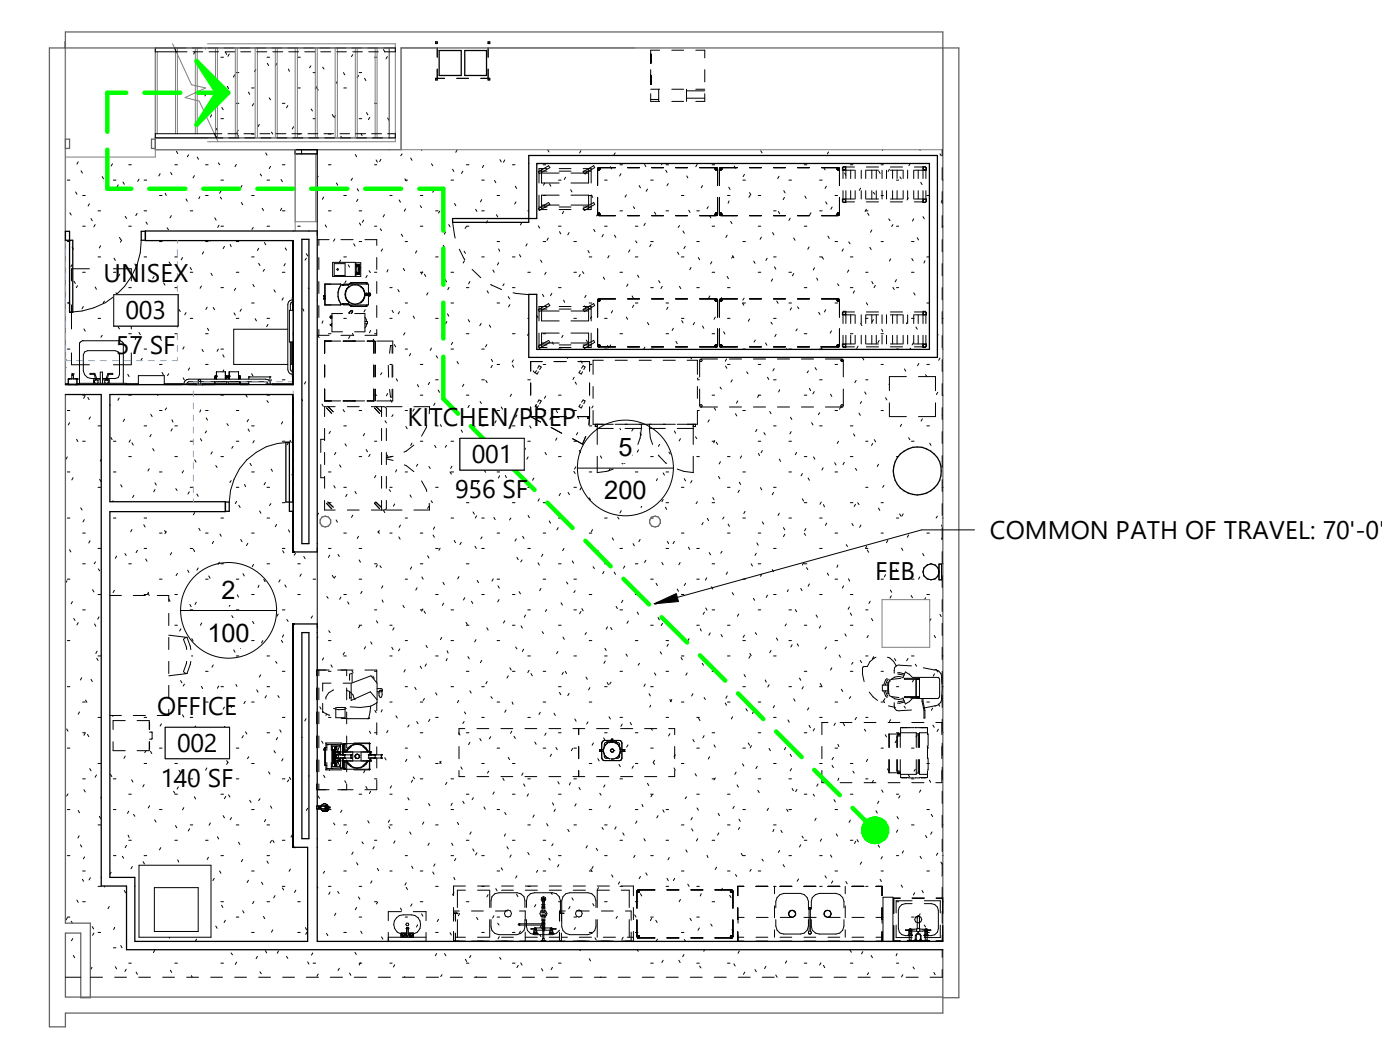 UNISEX
003
57 SF
KITCHEN/PREP
001
956 SF
5
200
COMMON PATH OF TRAVEL: 70'-0"
FEB
2
100
OFFICE
002
140 SF